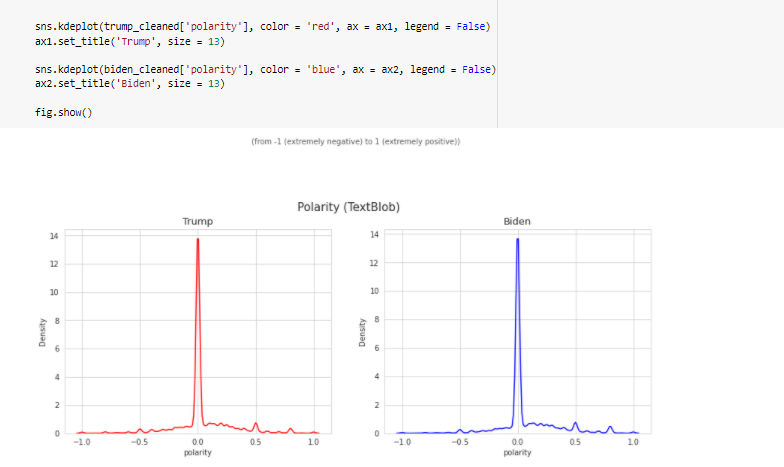 sns.kdeplot(trump_cleaned['polarity'], color = 'red', ax = ax1, legend = False)
ax1.set_title('Trump', size = 13)
sns.kdeplot(biden_cleaned['polarity'], color = 'blue', ax = ax2, legend = False)
ax2.set_title('Biden', size = 13)
fig.show()
(from -1 (extremely negative) to 1 (extremely positive))
Polarity (TextBlob)
Trump
14
12
10
8
6
4
2
0
Density
−1.0 −0.5 0.0 0.5 1.0
polarity
Biden
14
12
10
8
6
4
2
0
Density
−1.0 −0.5 0.0 0.5 1.0
polarity